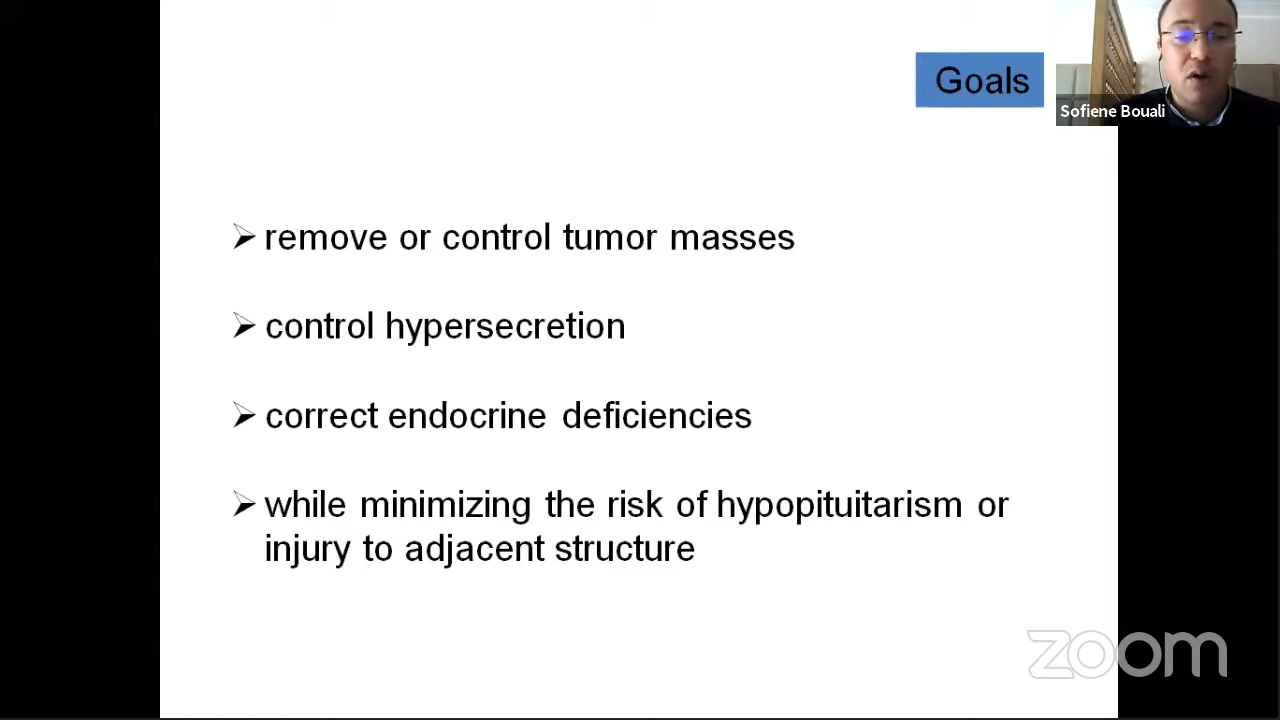 Goals
Sofiene Bouali
remove or control tumor masses
control hypersecretion
correct endocrine deficiencies
while minimizing the risk of hypopituitarism or
injury to adjacent structure
zoom